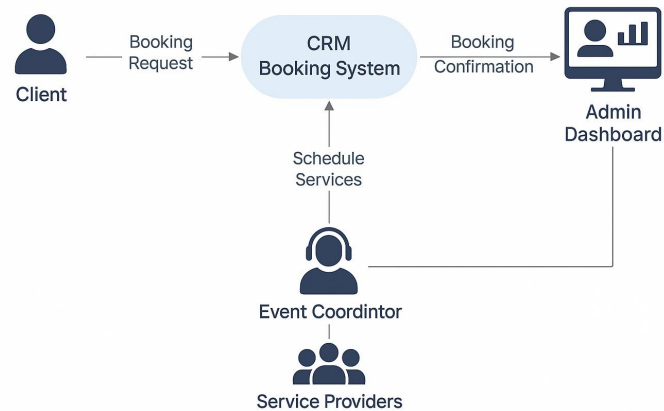 Client
Booking
Request
CRM
Booking System
Booking
Confirmation
Admin
Dashboard
Schedule
Services
Event Coordintor
Service Providers